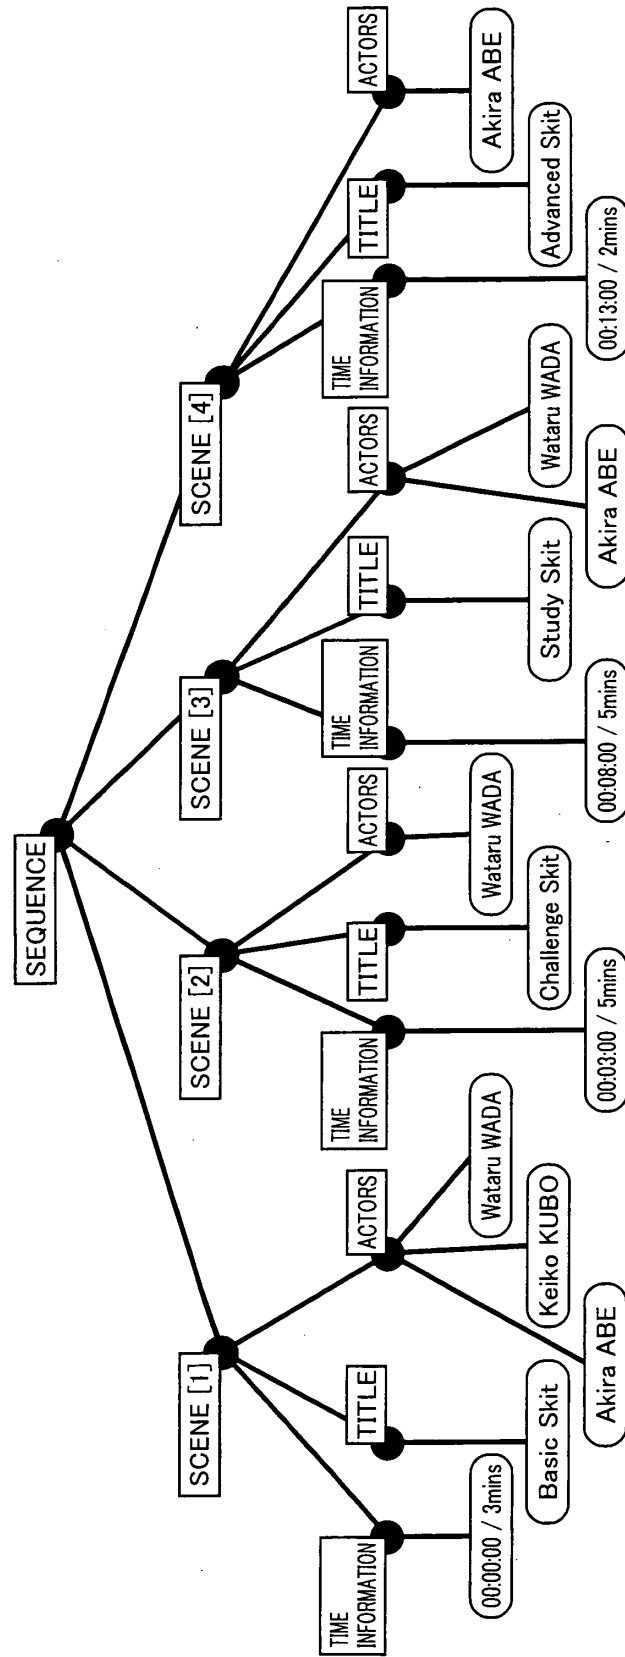 SEQUENCE
SCENE [1]
SCENE [2]
SCENE [3]
SCENE [4]
TIME
INFORMATION
TITLE
ACTORS
TIME
INFORMATION
TITLE
ACTORS
TIME
INFORMATION
TITLE
ACTORS
TIME
INFORMATION
TITLE
ACTORS
00:00:00 / 3mins
Basic Skit
Akira ABE
Keiko KUBO
Wataru WADA
00:03:00 / 5mins
Challenge Skit
Wataru WADA
00:08:00 / 5mins
Study Skit
Akira ABE
Wataru WADA
00:13:00 / 2mins
Advanced Skit
Akira ABE